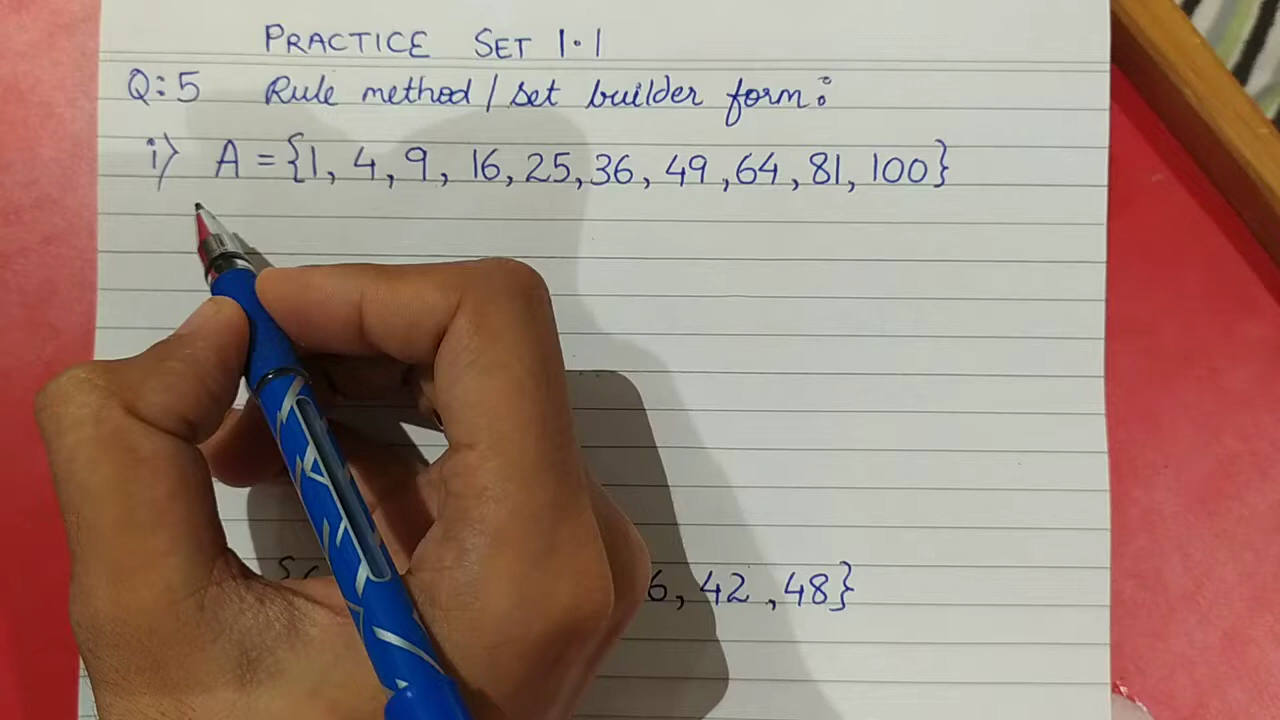 PRACTICE SET 1.1
Q:5 Rule method / set builder form:
i) A = {1, 4, 9, 16, 25, 36, 49, 64, 81, 100}
6, 42, 48}